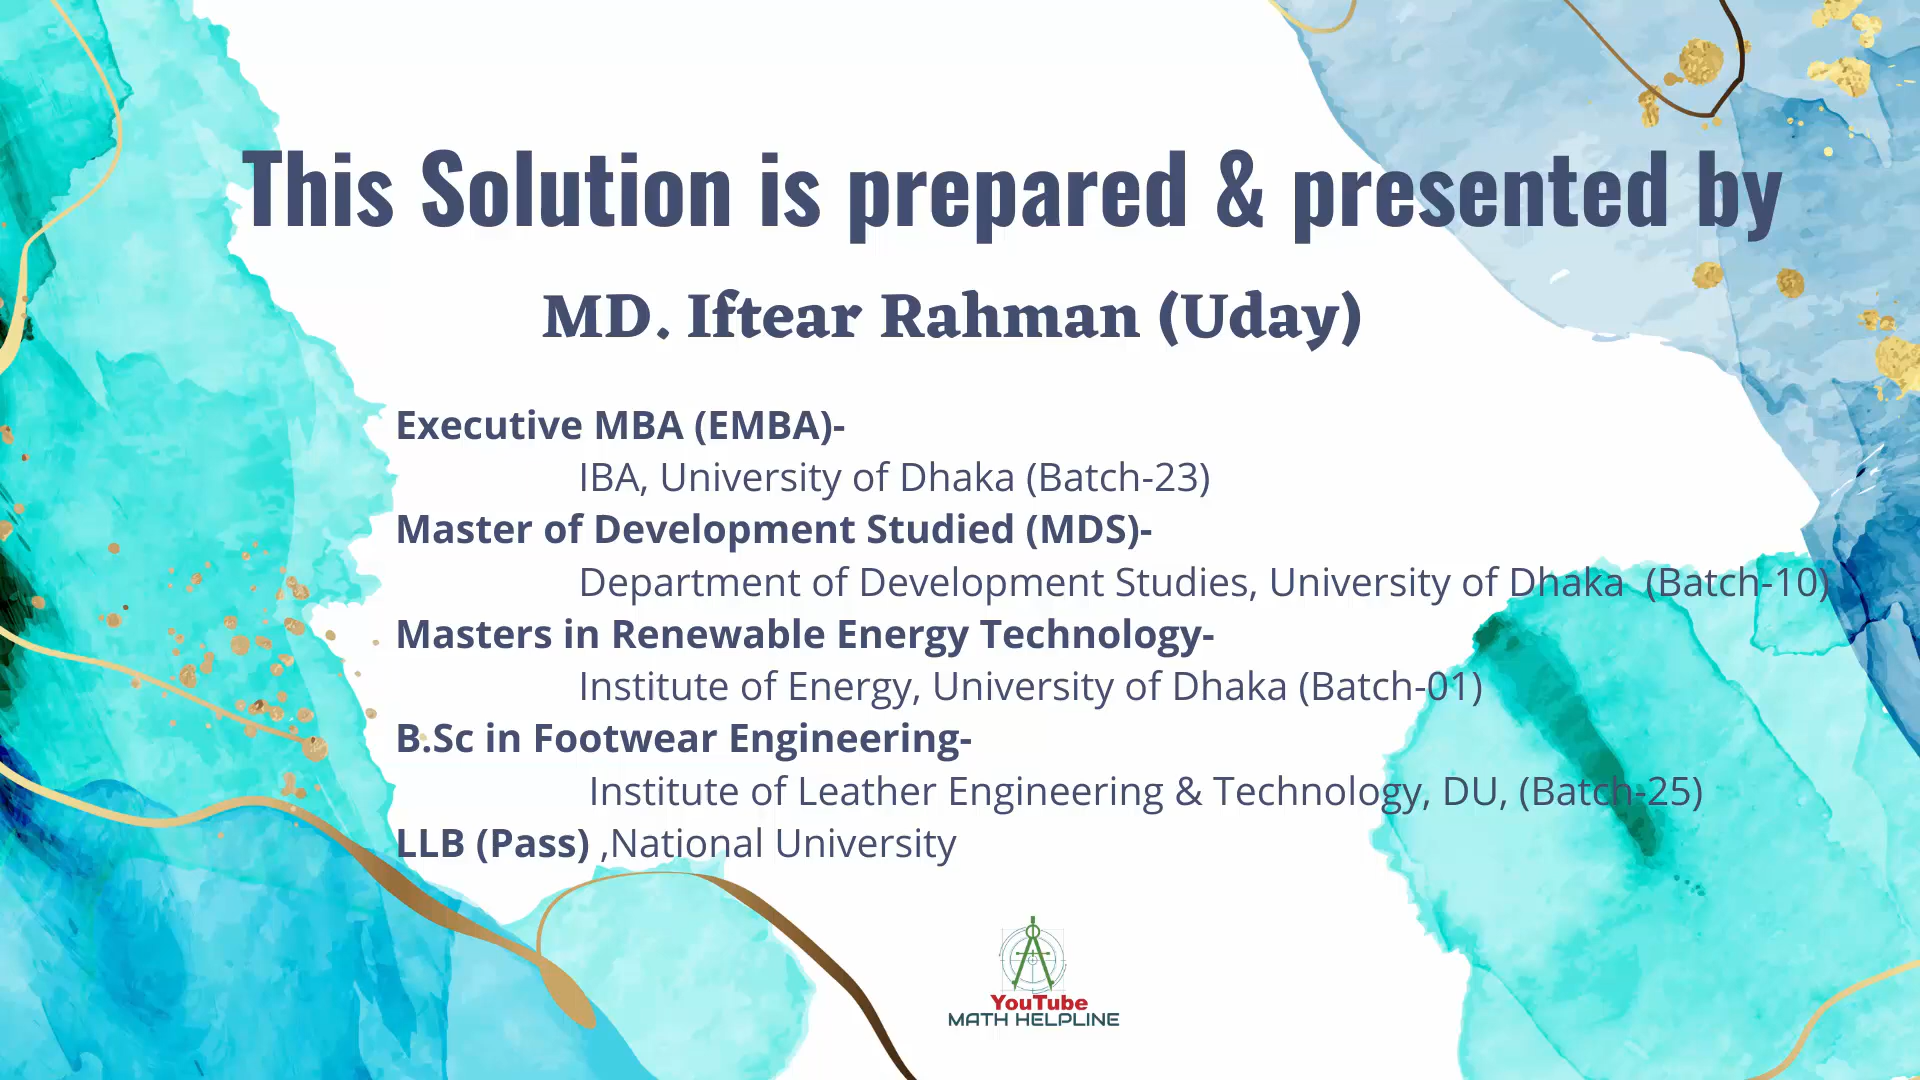 This Solution is prepared & presented by
MD. Iftear Rahman (Uday)
Executive MBA (EMBA)-
IBA, University of Dhaka (Batch-23)
Master of Development Studied (MDS)-
Department of Development Studies, University of Dhaka (Batch-10)
Masters in Renewable Energy Technology-
Institute of Energy, University of Dhaka (Batch-01)
B.Sc in Footwear Engineering-
Institute of Leather Engineering & Technology, DU, (Batch-25)
LLB (Pass) ,National University
YouTube
MATH HELPLINE